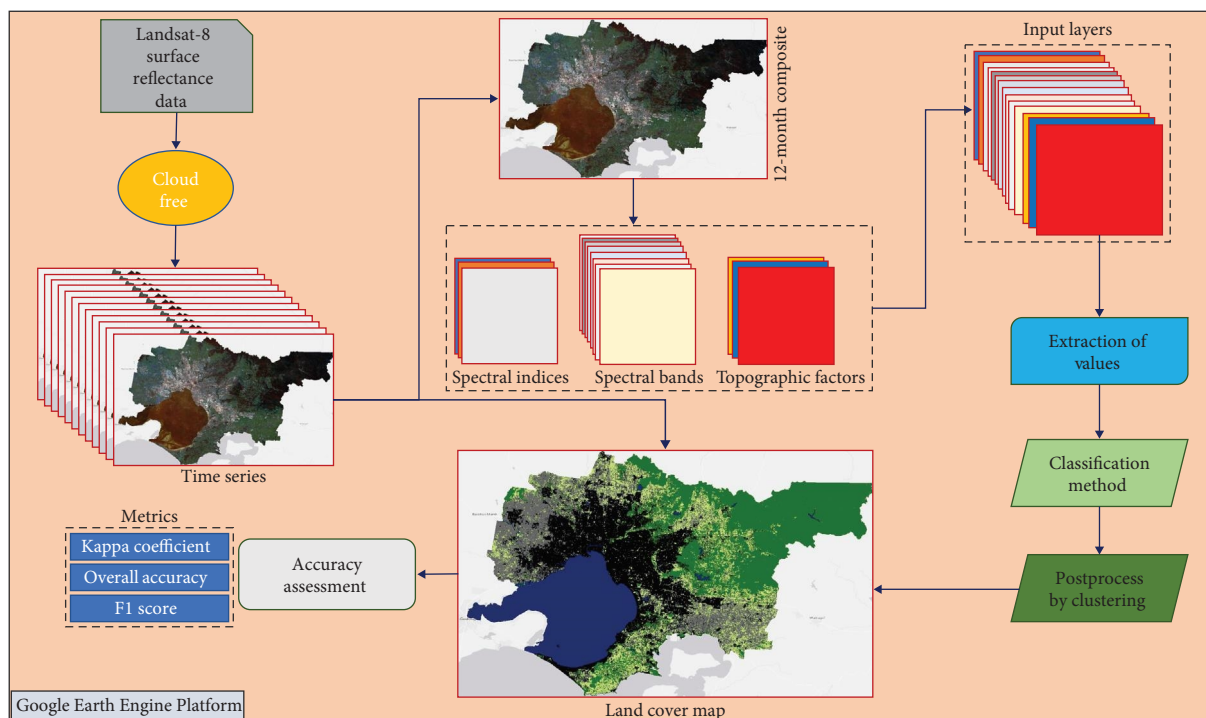 Landsat-8
surface
reflectance
data
Cloud
free
Time series
12-month composite
Spectral indices
Spectral bands
Topographic factors
Input layers
Extraction of
values
Classification
method
Postprocess
by clustering
Land cover map
Accuracy
assessment
Metrics
Kappa coefficient
Overall accuracy
F1 score
Google Earth Engine Platform